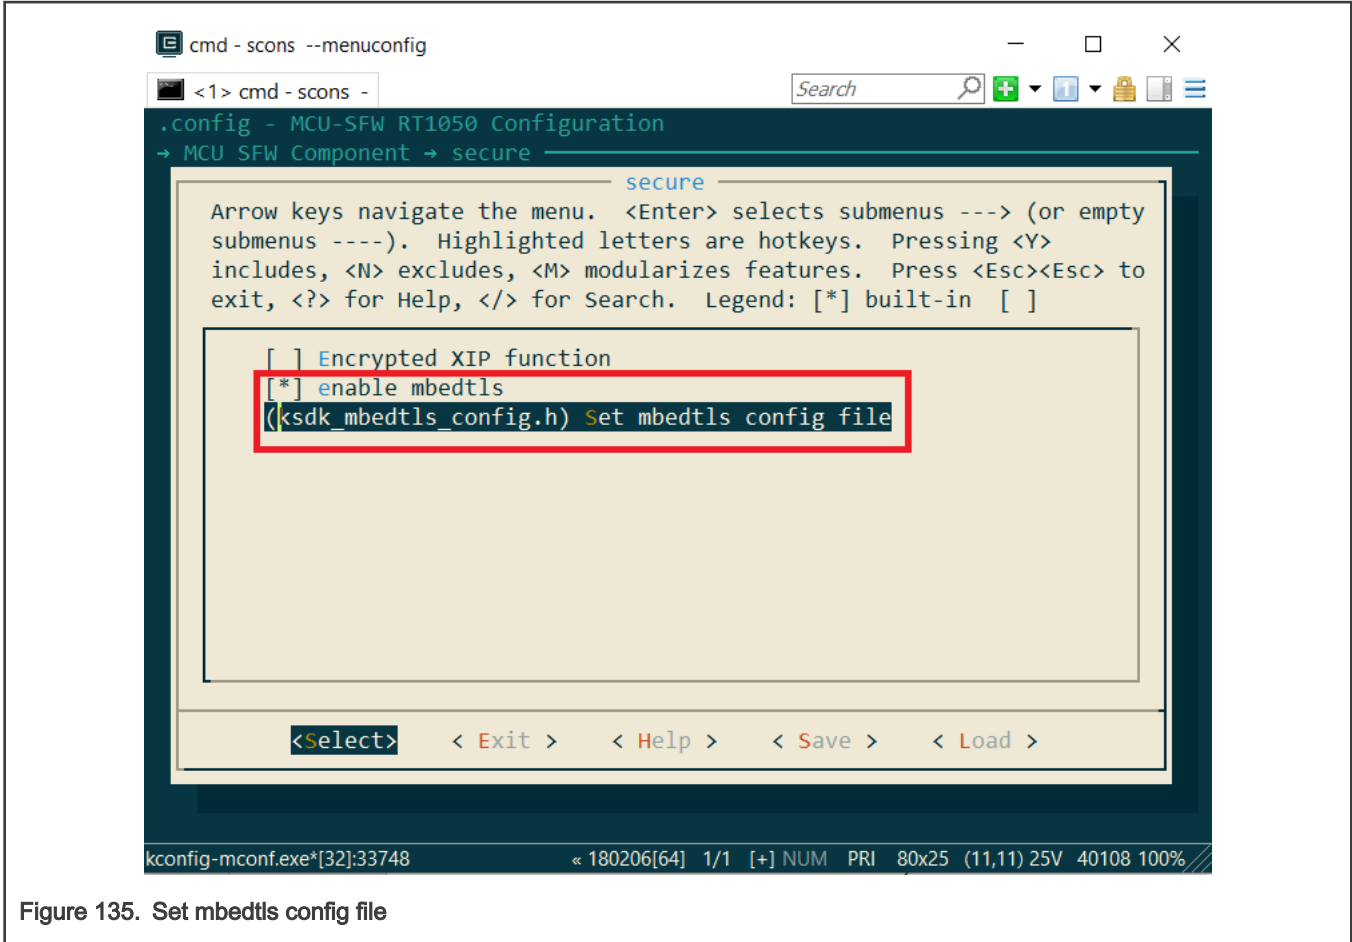 cmd - scons  --menuconfig
<1> cmd - scons  -
Search
.config - MCU-SFW RT1050 Configuration
→ MCU SFW Component → secure
secure
Arrow keys navigate the menu.  <Enter> selects submenus ---> (or empty
submenus ----).  Highlighted letters are hotkeys.  Pressing <Y>
includes, <N> excludes, <M> modularizes features.  Press <Esc><Esc> to
exit, <?> for Help, </> for Search.  Legend: [*] built-in  [ ]
[ ] Encrypted XIP function
[*] enable mbedtls
(ksdk_mbedtls_config.h) Set mbedtls config file
<Select>    < Exit >    < Help >    < Save >    < Load >
kconfig-mconf.exe*[32]:33748    « 180206[64]  1/1  [+] NUM  PRI  80x25  (11,11) 25V  40108 100%
Figure 135.  Set mbedtls config file